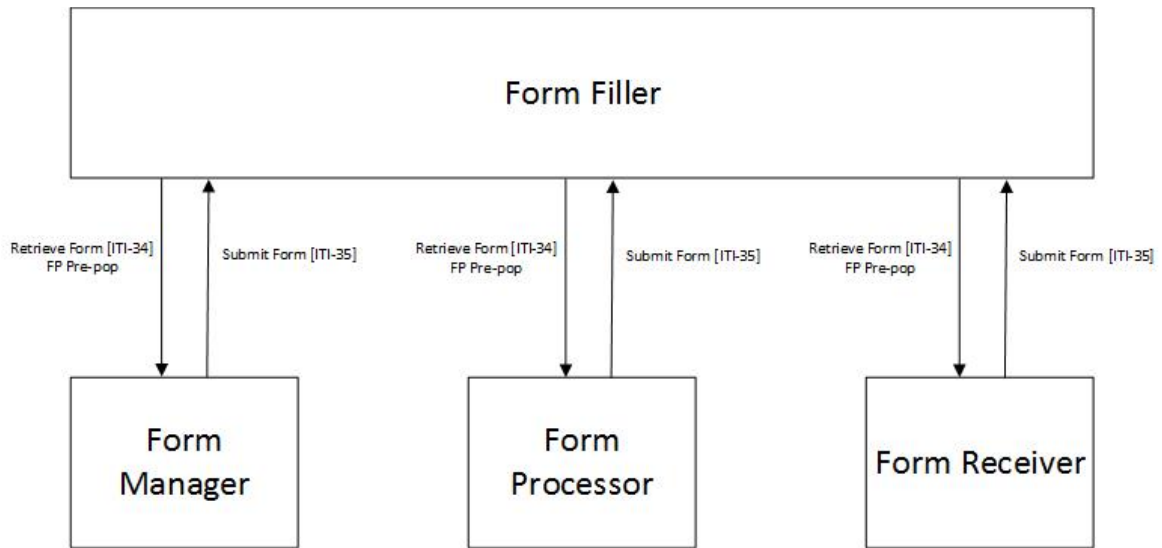 Form Filler
Retrieve Form [ITI-34]
FP Pre-pop
Submit Form [ITI-35]
Retrieve Form [ITI-34]
FP Pre-pop
Submit Form [ITI-35]
Retrieve Form [ITI-34]
FP Pre-pop
Submit Form [ITI-35]
Form
Manager
Form
Processor
Form Receiver